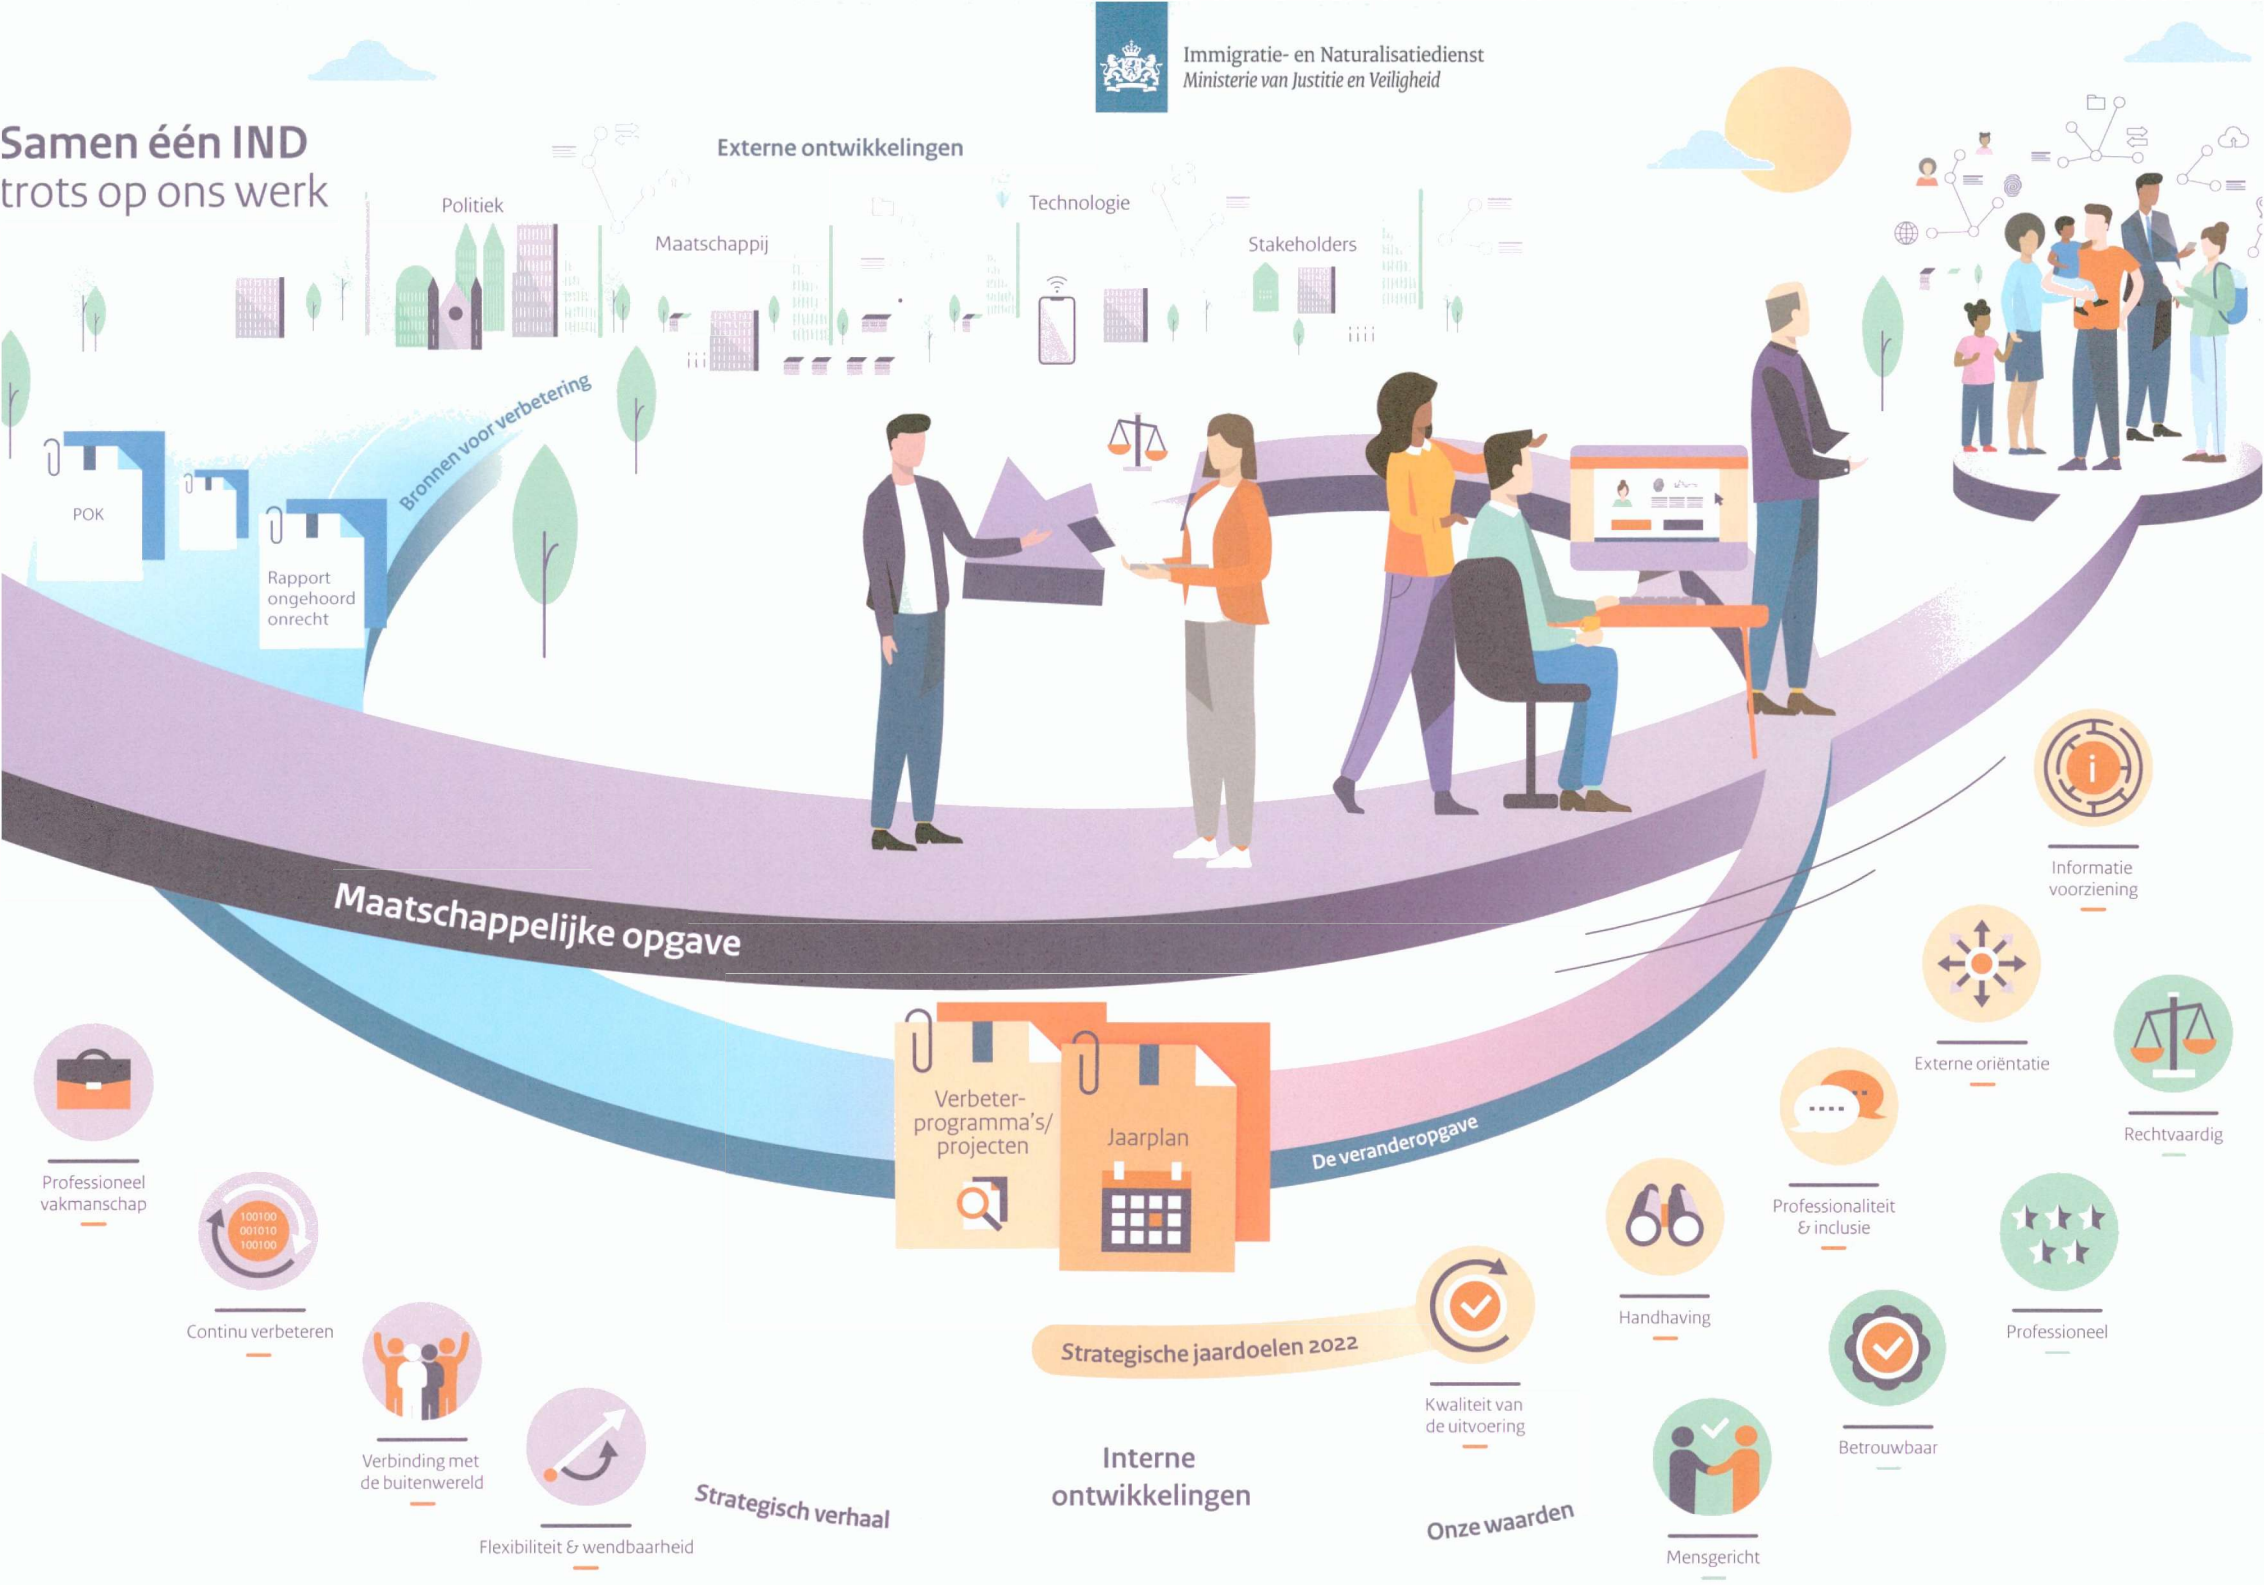 Immigratie- en Naturalisatiedienst
Ministerie van Justitie en Veiligheid
Samen één IND
trots op ons werk
Externe ontwikkelingen
Politiek
Maatschappij
Technologie
Stakeholders
Bronnen voor verbetering
POK
Rapport
ongehoord
onrecht
Maatschappelijke opgave
Verbeter-
programma's/
projecten
Jaarplan
De veranderopgave
Professioneel
vakmanschap
100100
001010
100100
Continu verbeteren
Verbinding met
de buitenwereld
Flexibiliteit & wendbaarheid
Strategisch verhaal
Interne
ontwikkelingen
Strategische jaardoelen 2022
Kwaliteit van
de uitvoering
Handhaving
Professionaliteit
& inclusie
Externe oriëntatie
i
Informatie
voorziening
Onze waarden
Mensgericht
Betrouwbaar
Professioneel
Rechtvaardig